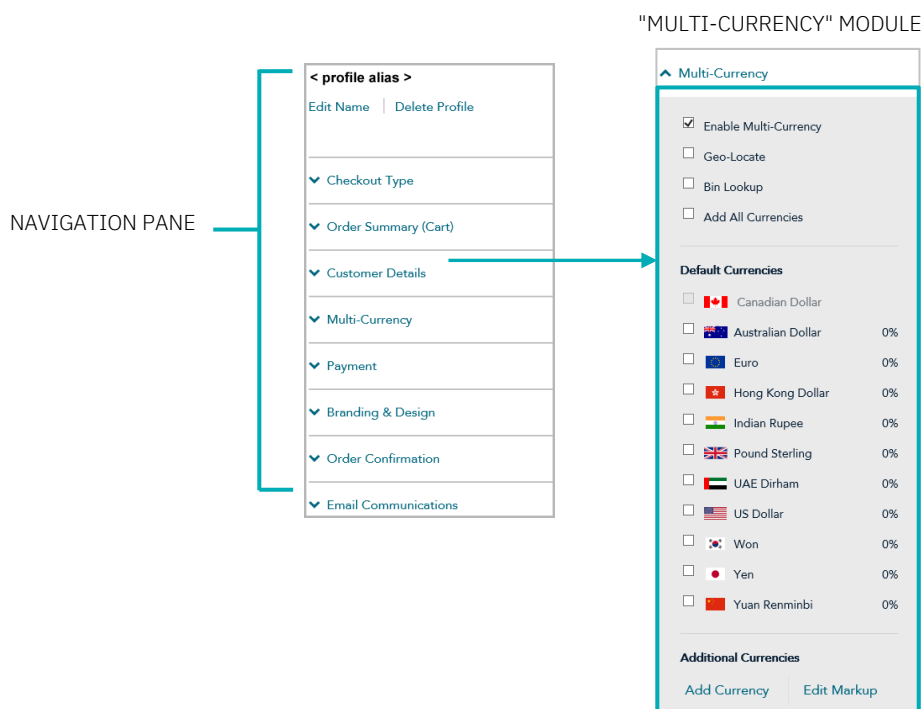 "MULTI-CURRENCY" MODULE
NAVIGATION PANE
< profile alias >
Edit Name | Delete Profile
Checkout Type
Order Summary (Cart)
Customer Details
Multi-Currency
Payment
Branding & Design
Order Confirmation
Email Communications
Multi-Currency
Enable Multi-Currency
Geo-Locate
Bin Lookup
Add All Currencies
Default Currencies
Canadian Dollar
Australian Dollar 0%
Euro 0%
Hong Kong Dollar 0%
Indian Rupee 0%
Pound Sterling 0%
UAE Dirham 0%
US Dollar 0%
Won 0%
Yen 0%
Yuan Renminbi 0%
Additional Currencies
Add Currency Edit Markup